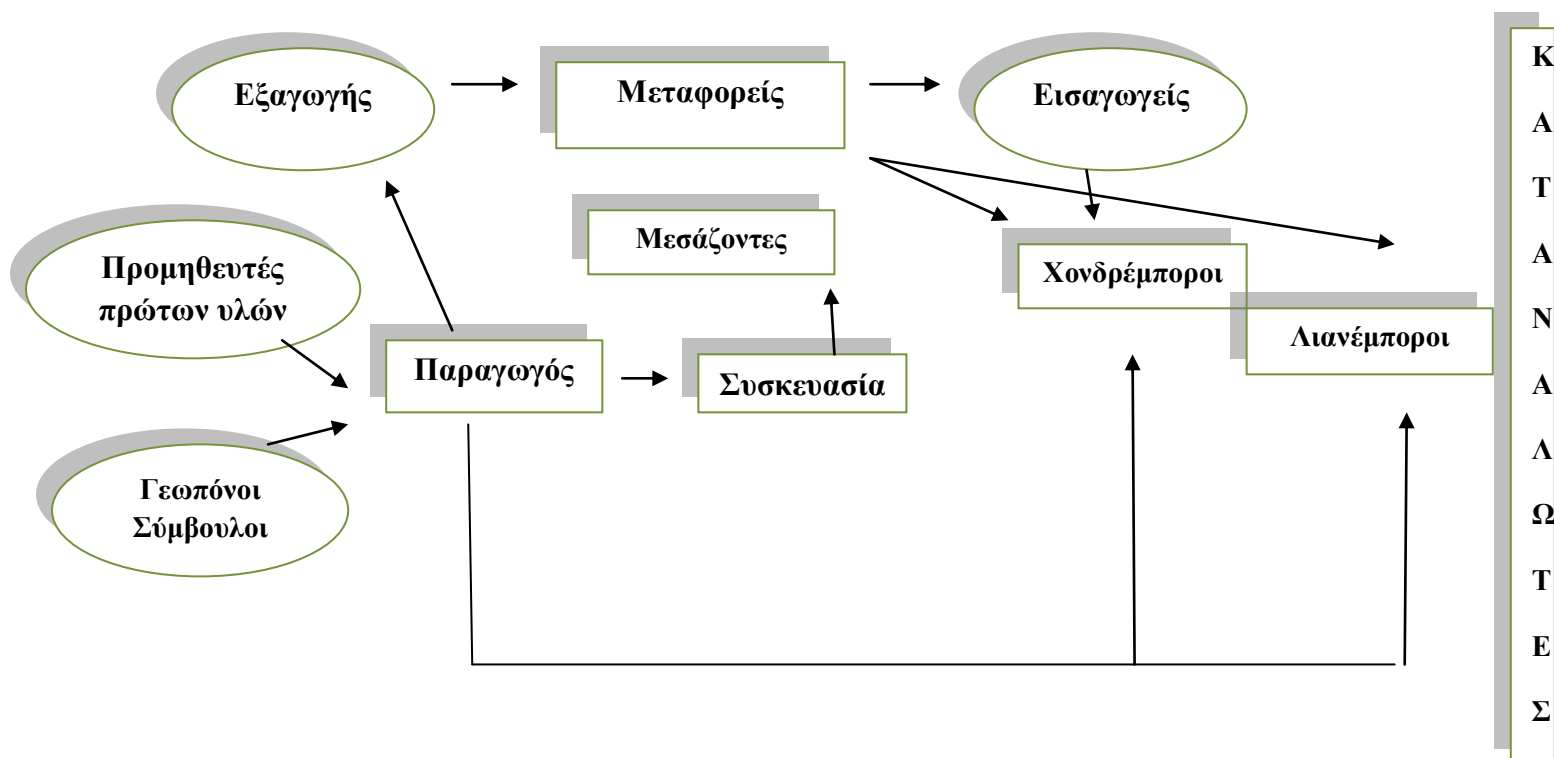 Εξαγωγής
Μεταφορείς
Εισαγωγείς
Μεσάζοντες
Προμηθευτές
πρώτων υλών
Χονδρέμποροι
Λιανέμποροι
Παραγωγός
Συσκευασία
Γεωπόνοι
Σύμβουλοι
Κ
Α
Τ
Α
Ν
Α
Λ
Ω
Τ
Ε
Σ